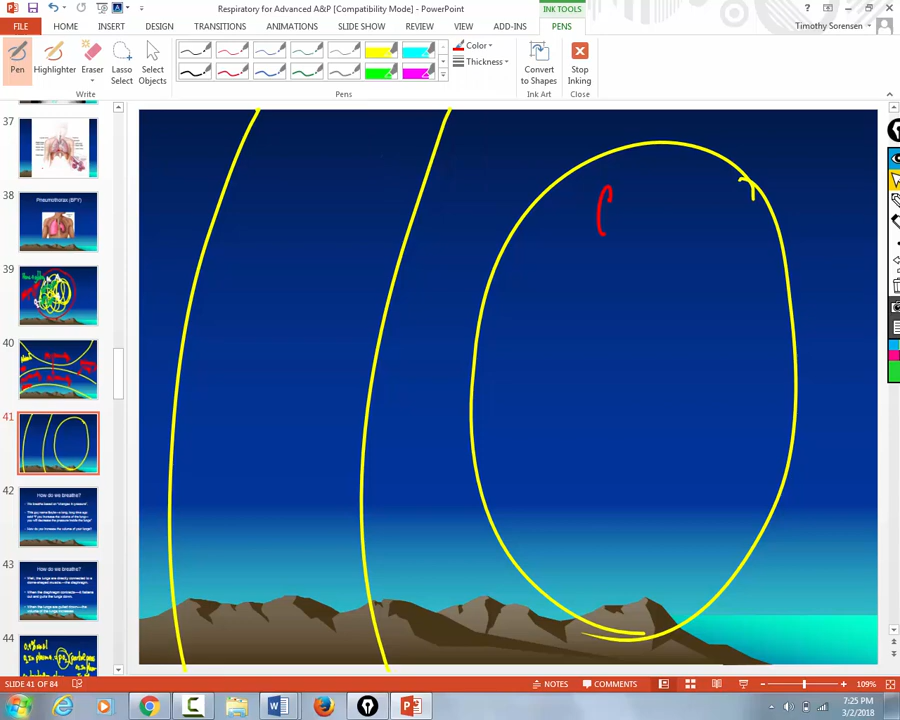 Respiratory for Advanced A&P [Compatibility Mode] - PowerPoint
INK TOOLS
FILE HOME INSERT DESIGN TRANSITIONS ANIMATIONS SLIDE SHOW REVIEW VIEW ADD-INS PENS
Timothy Sorensen
Pen Highlighter Eraser Lasso Select Select Objects
Color
Thickness
Convert to Shapes
Stop Inking
Write Pens Ink Art Close
37
38
Pneumothorax (BFY)
39
40
41
42
How do we breathe?
43
How do we breathe?
44
SLIDE 41 OF 84
NOTES COMMENTS 109%
7:25 PM
3/2/2018